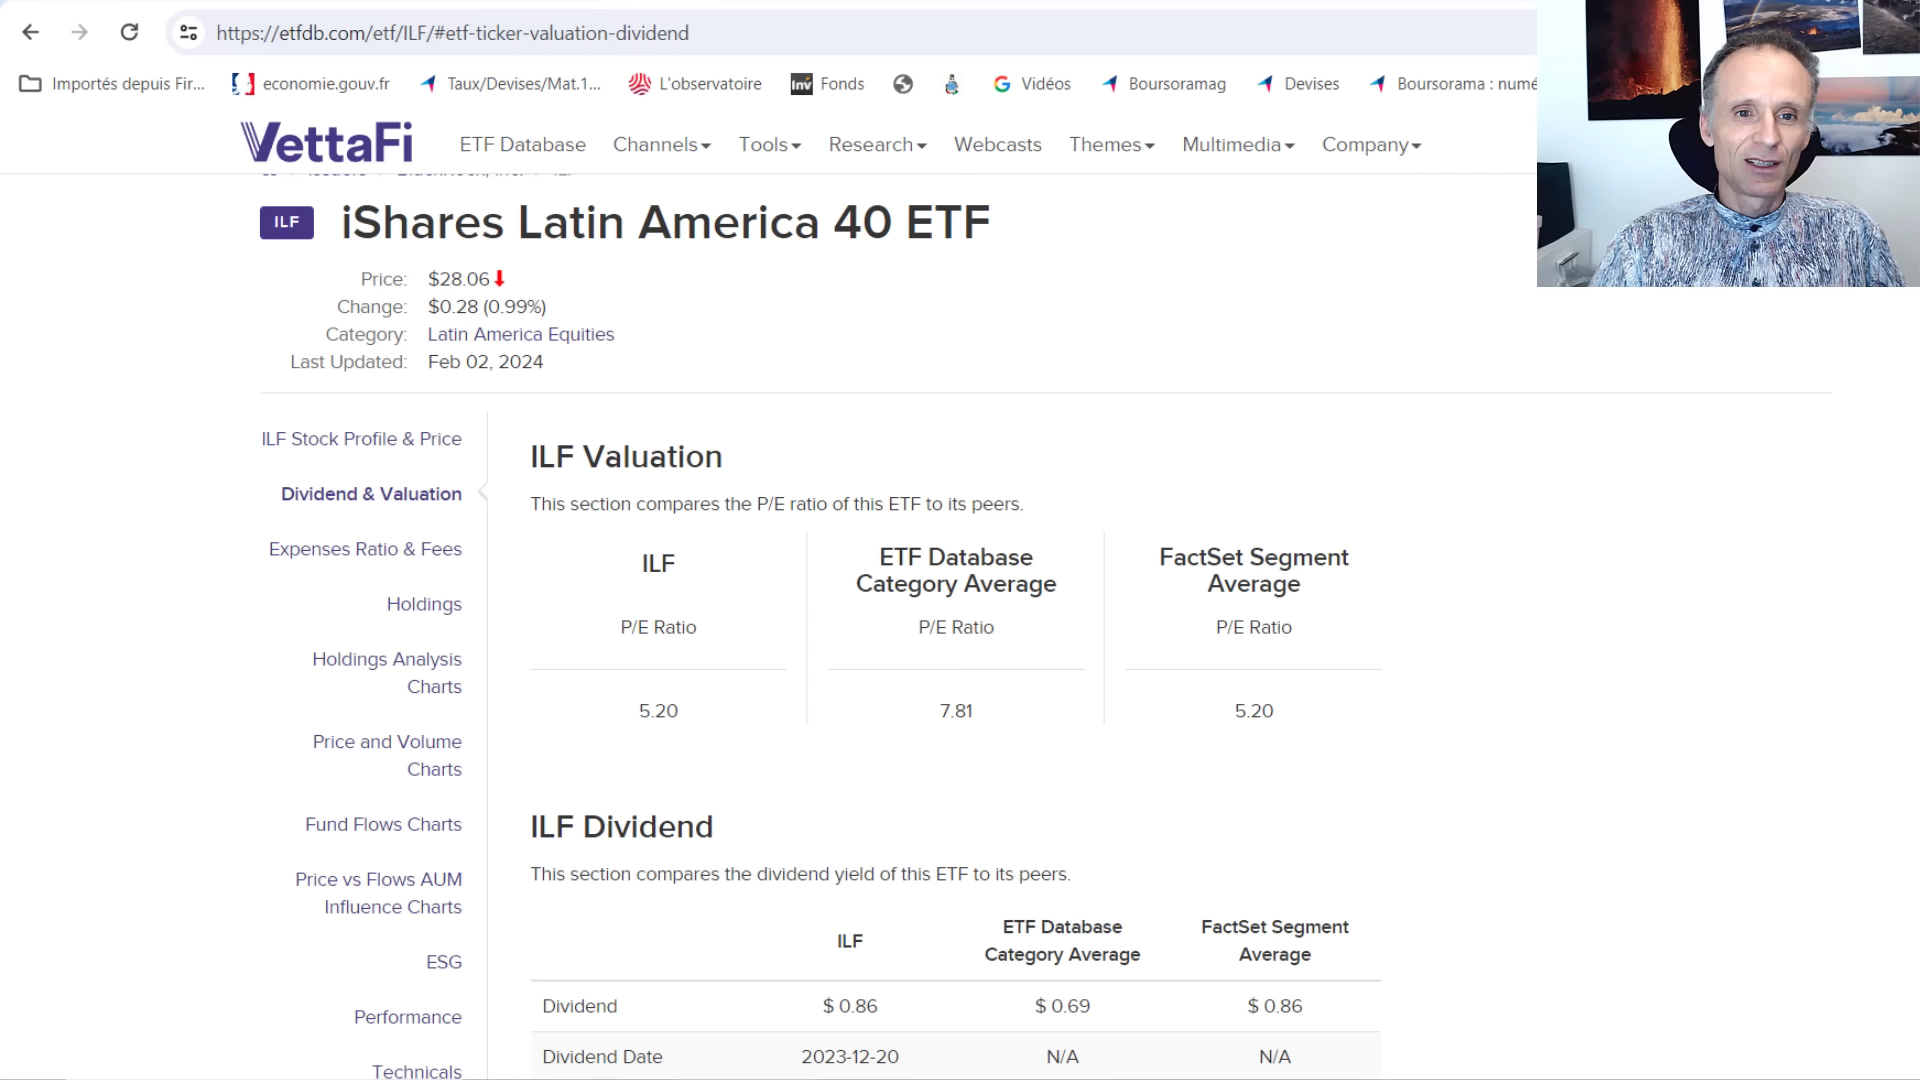 https://etfdb.com/etf/ILF/#etf-ticker-valuation-dividend
Importés depuis Fir... economie.gouv.fr Taux/Devises/Mat.1... L'observatoire Inv Fonds Vidéos Boursoramag Devises Boursorama : numé
VettaFi ETF Database Channels Tools Research Webcasts Themes Multimedia Company
ILF iShares Latin America 40 ETF
Price: $28.06
Change: $0.28 (0.99%)
Category: Latin America Equities
Last Updated: Feb 02, 2024
ILF Stock Profile & Price
Dividend & Valuation
Expenses Ratio & Fees
Holdings
Holdings Analysis
Charts
Price and Volume
Charts
Fund Flows Charts
Price vs Flows AUM
Influence Charts
ESG
Performance
Technicals
ILF Valuation
This section compares the P/E ratio of this ETF to its peers.
ILF
ETF Database
Category Average
FactSet Segment
Average
P/E Ratio P/E Ratio P/E Ratio
5.20 7.81 5.20
ILF Dividend
This section compares the dividend yield of this ETF to its peers.
ILF
ETF Database
Category Average
FactSet Segment
Average
Dividend $ 0.86 $ 0.69 $ 0.86
Dividend Date 2023-12-20 N/A N/A